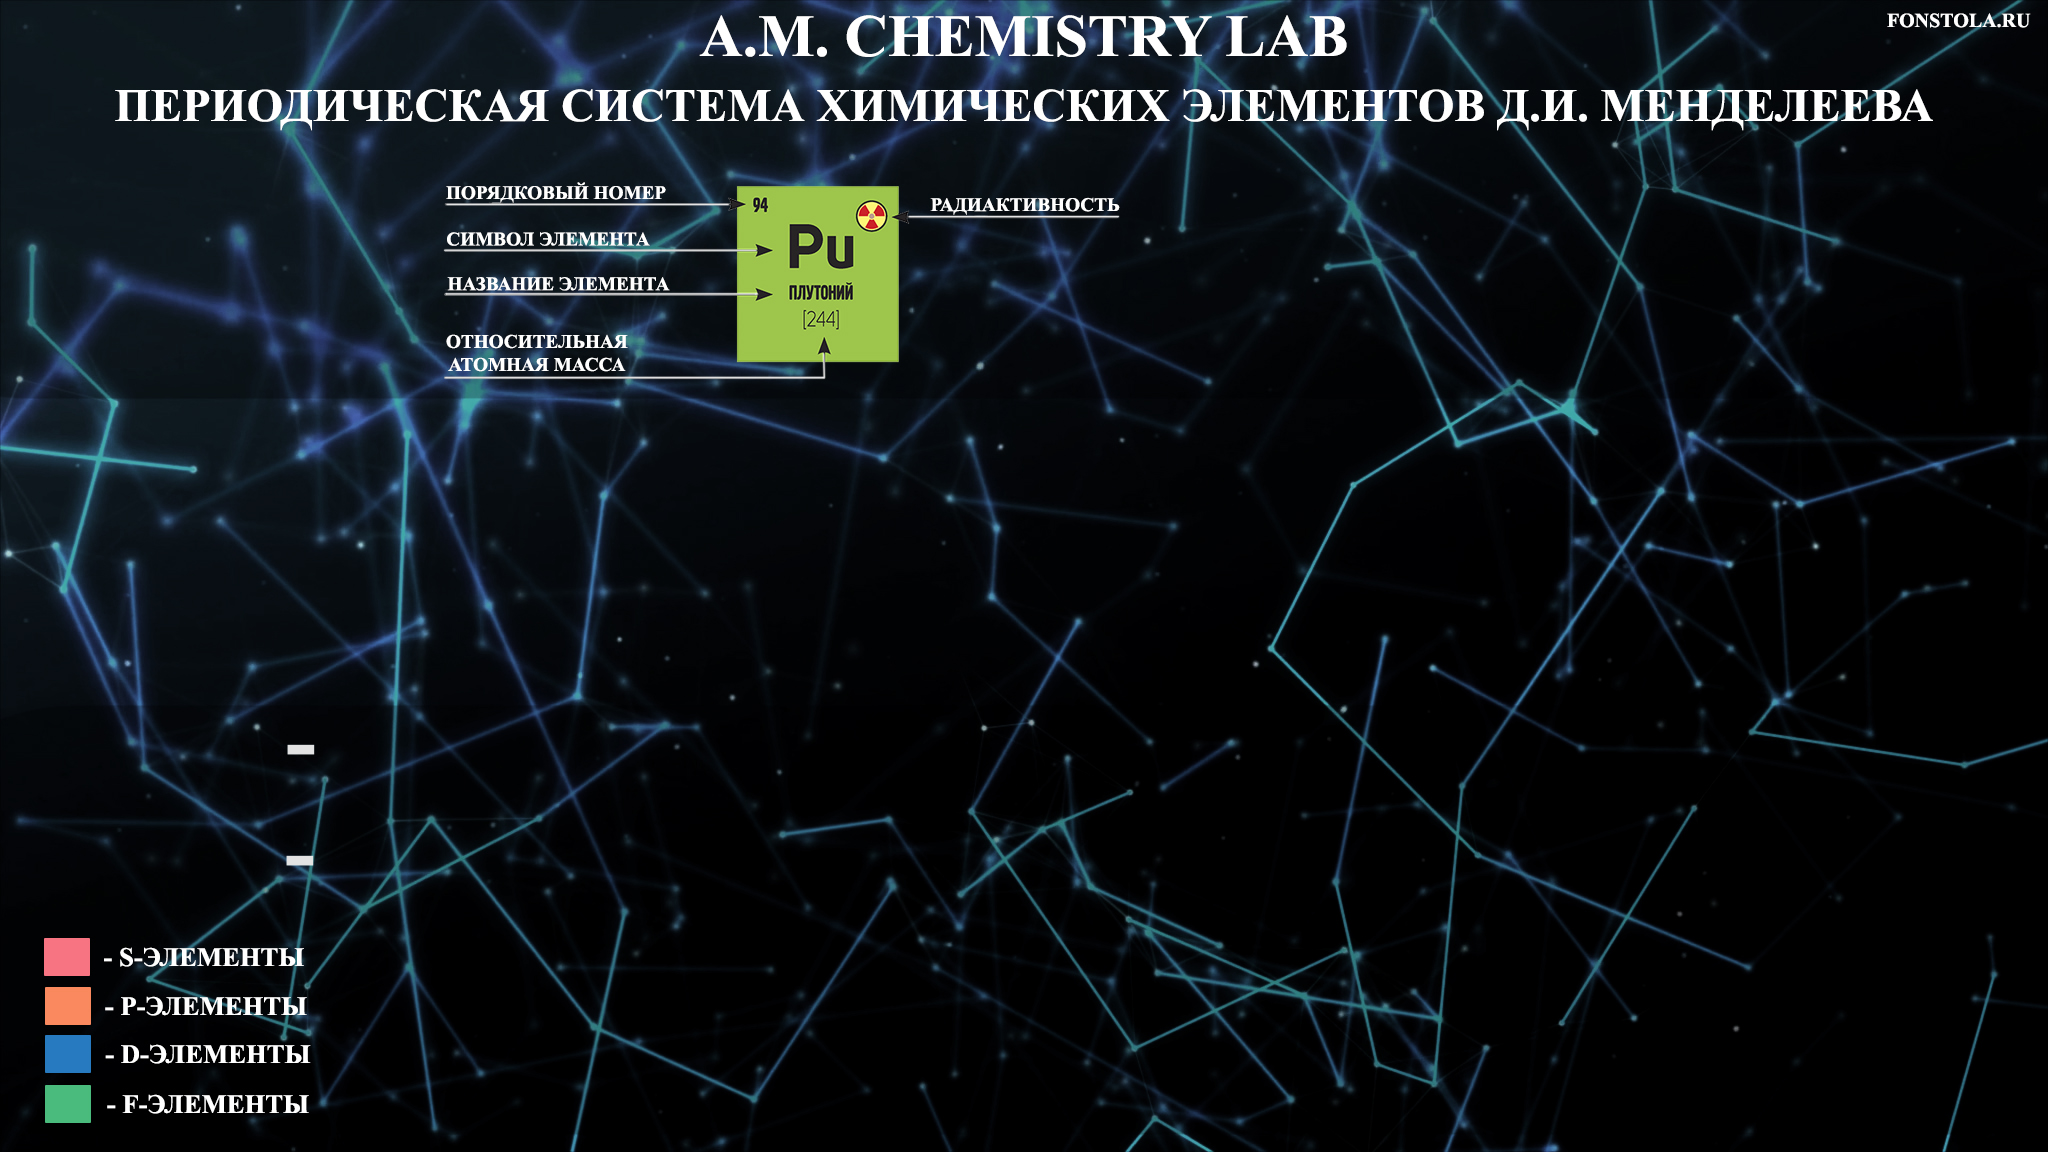 A.M. CHEMISTRY LAB
FONSTOLA.RU
ПЕРИОДИЧЕСКАЯ СИСТЕМА ХИМИЧЕСКИХ ЭЛЕМЕНТОВ Д.И. МЕНДЕЛЕЕВА
ПОРЯДКОВЫЙ НОМЕР
СИМВОЛ ЭЛЕМЕНТА
НАЗВАНИЕ ЭЛЕМЕНТА
ОТНОСИТЕЛЬНАЯ
АТОМНАЯ МАССА
94
Pu
ПЛУТОНИЙ
[244]
РАДИАКТИВНОСТЬ
- S-ЭЛЕМЕНТЫ
- P-ЭЛЕМЕНТЫ
- D-ЭЛЕМЕНТЫ
- F-ЭЛЕМЕНТЫ